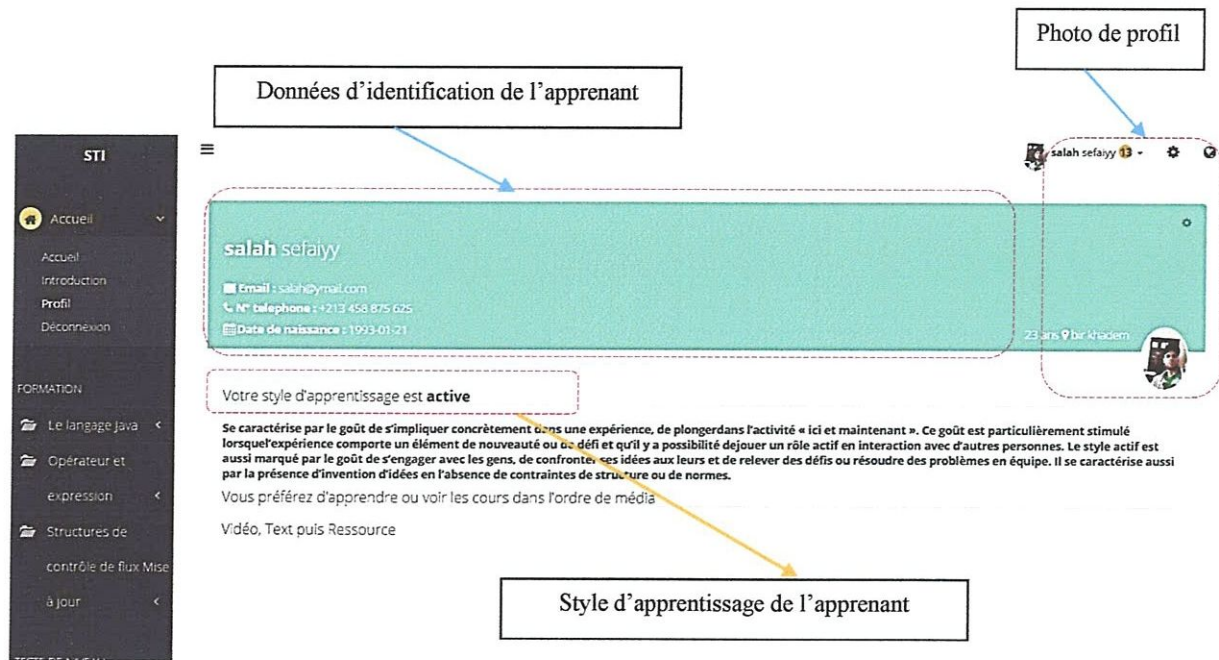 Photo de profil
Données d'identification de l'apprenant
STI
salah sefaiyy 13
Accueil
Accueil
Introduction
Profil
Déconnexion
salah sefaiyy
Email : salah@ymail.com
N° telephone : +213 458 875 625
Date de naissance : 1993-01-21
23 ans bir khadem
FORMATION
Le langage java
Opérateur et
expression
Structures de
contrôle de flux Mise
à jour
Votre style d'apprentissage est active
Se caractérise par le goût de s'impliquer concrètement dans une expérience, de plongerdans l'activité « ici et maintenant ». Ce goût est particulièrement stimulé
lorsquel'expérience comporte un élément de nouveauté ou de défi et qu'il y a possibilité dejouer un rôle actif en interaction avec d'autres personnes. Le style actif est
aussi marqué par le goût de s'engager avec les gens, de confronter ses idées aux leurs et de relever des défis ou résoudre des problèmes en équipe. Il se caractérise aussi
par la présence d'invention d'idées en l'absence de contraintes de structure ou de normes.
Vous préférez d'apprendre ou voir les cours dans l'ordre de média
Vidéo, Text puis Ressource
Style d'apprentissage de l'apprenant